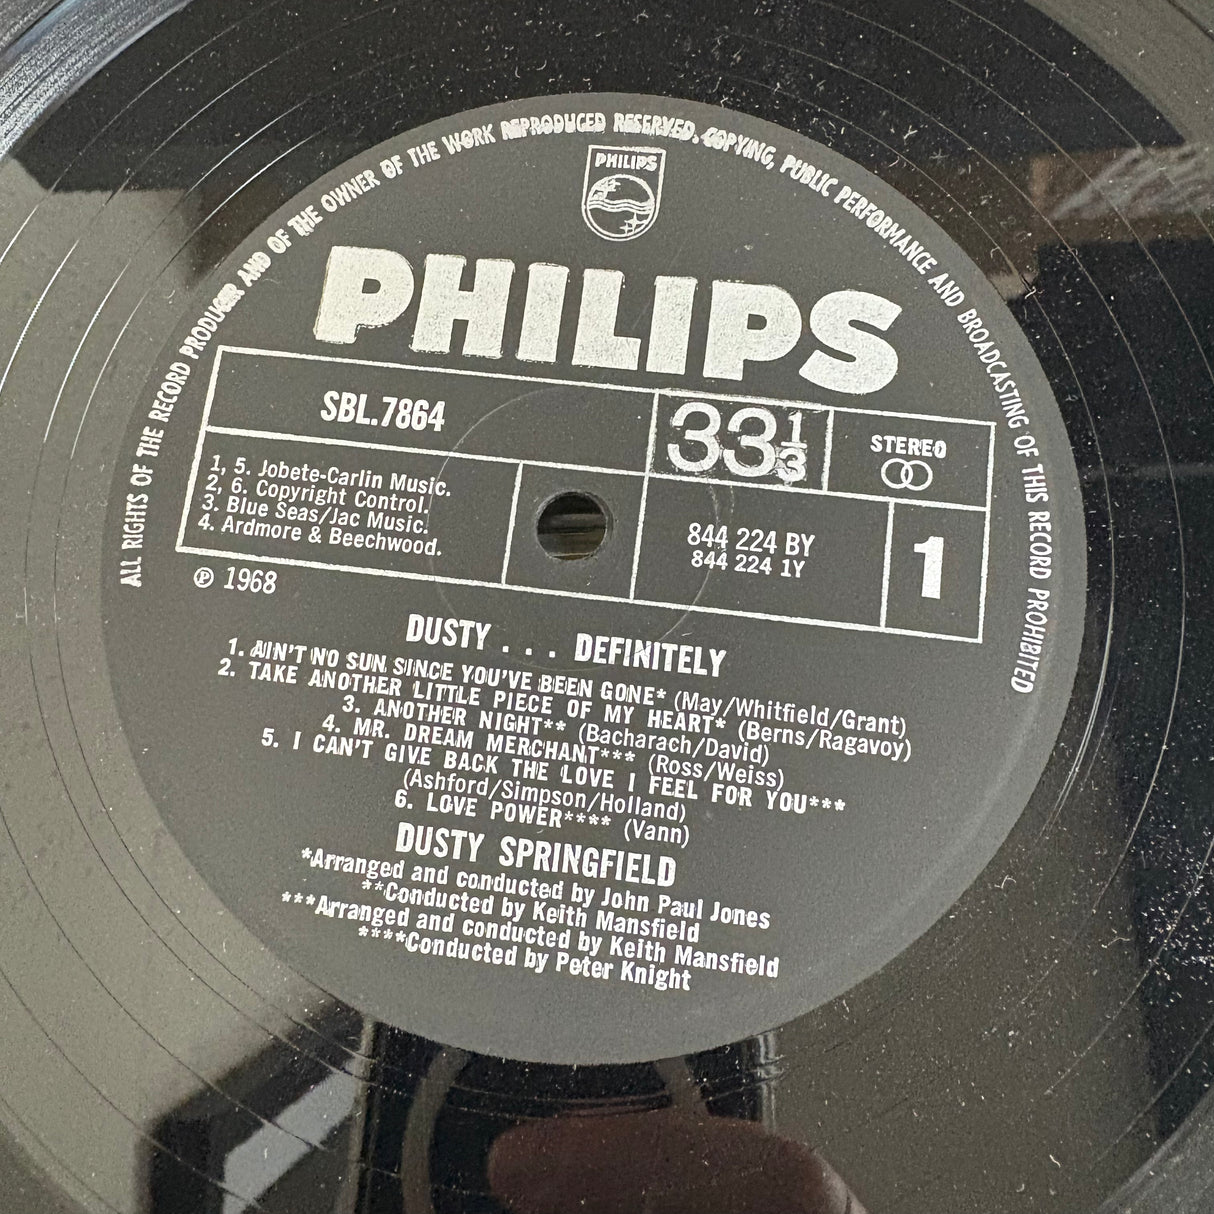 ALL RIGHTS OF THE RECORD PRODUCER AND OF THE OWNER OF THE WORK REPRODUCED RESERVED. COPYING, PUBLIC PERFORMANCE AND BROADCASTING OF THIS RECORD PROHIBITED
PHILIPS
PHILIPS
SBL.7864
33 1/3
STEREO
1, 5. Jobete-Carlin Music.
2, 6. Copyright Control.
3. Blue Seas/Jac Music.
4. Ardmore & Beechwood.
844 224 BY
844 224 1Y
1
℗ 1968
DUSTY . . . DEFINITELY
1. AIN'T NO SUN SINCE YOU'VE BEEN GONE* (May/Whitfield/Grant)
2. TAKE ANOTHER LITTLE PIECE OF MY HEART* (Berns/Ragavoy)
3. ANOTHER NIGHT** (Bacharach/David)
4. MR. DREAM MERCHANT*** (Ross/Weiss)
5. I CAN'T GIVE BACK THE LOVE I FEEL FOR YOU***
(Ashford/Simpson/Holland)
6. LOVE POWER**** (Vann)
DUSTY SPRINGFIELD
*Arranged and conducted by John Paul Jones
**Conducted by Keith Mansfield
***Arranged and conducted by Keith Mansfield
****Conducted by Peter Knight